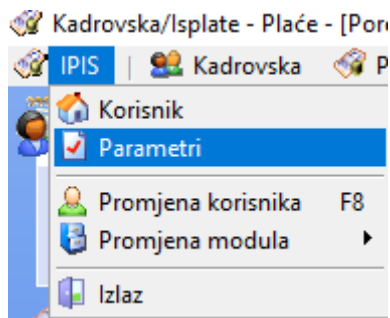 Kadrovska/Isplate - Plaće - [Por
IPIS | Kadrovska P
Korisnik
Parametri
Promjena korisnika F8
Promjena modula
Izlaz